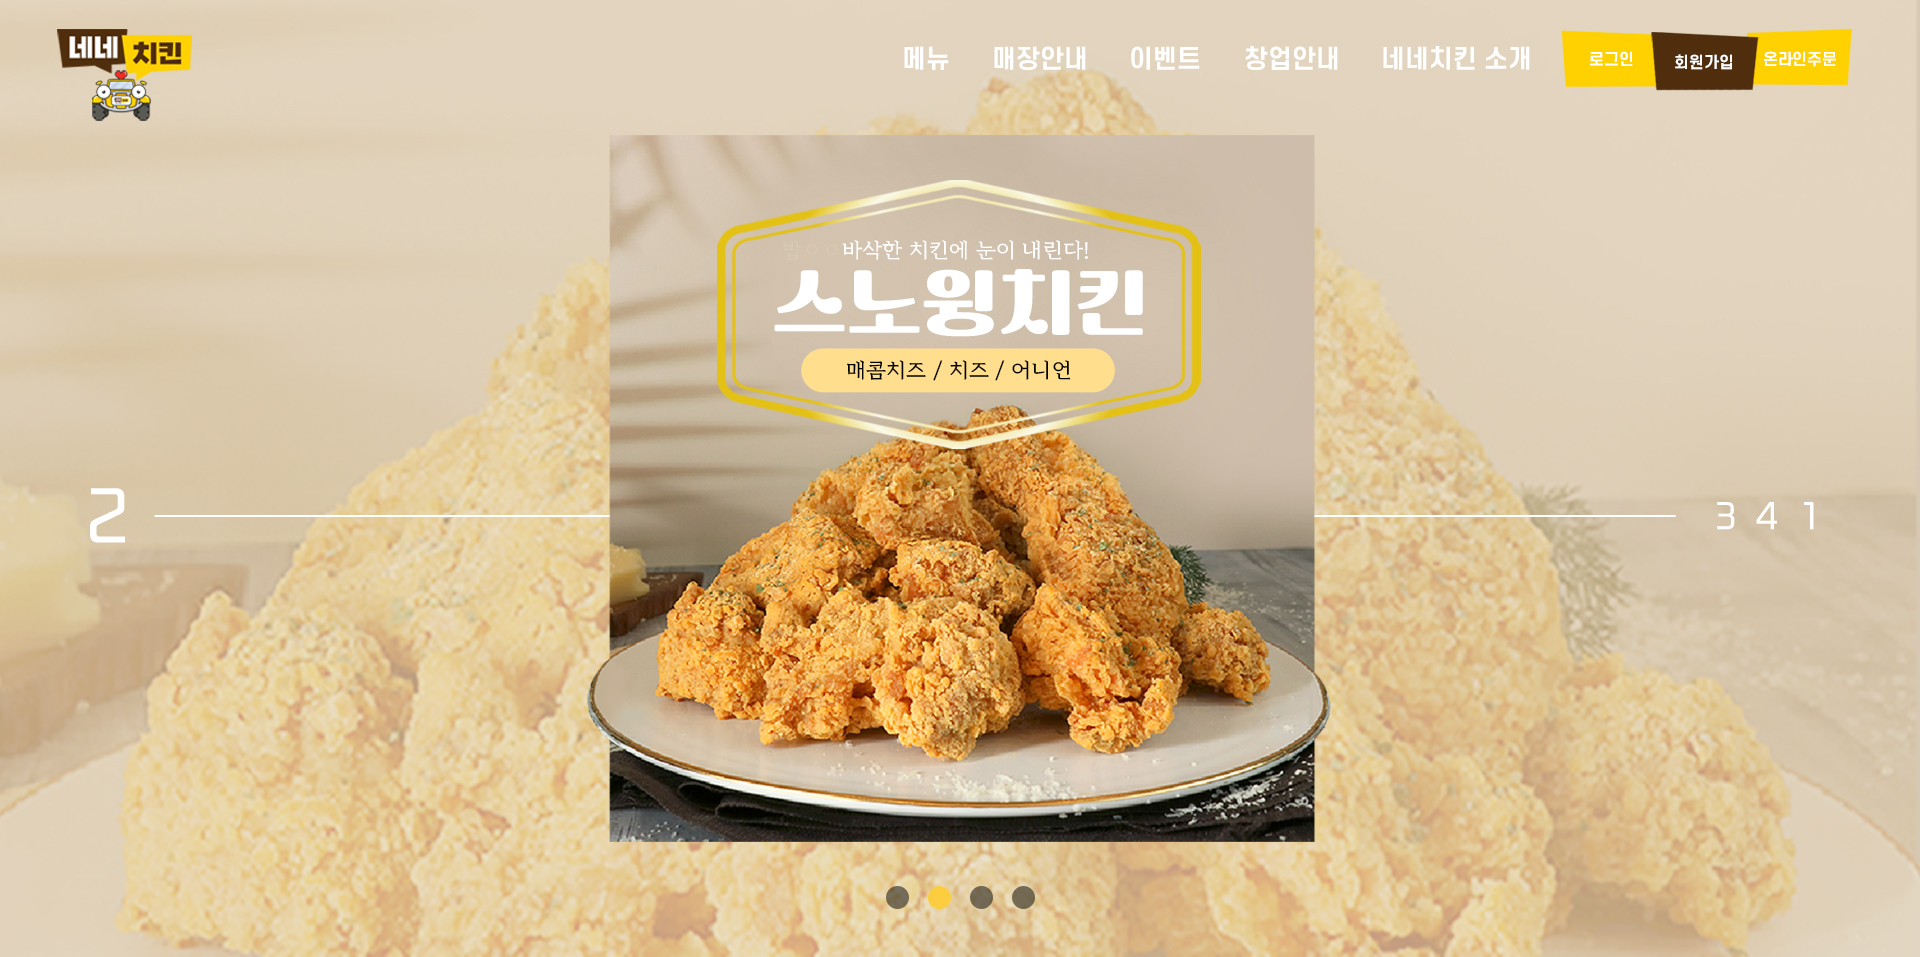 네네 치킨
메뉴 매장안내 이벤트 창업안내 네네치킨 소개
로그인 회원가입 온라인주문
바삭한 치킨에 눈이 내린다!
스노윙치킨
매콤치즈 / 치즈 / 어니언
2
3 4 1